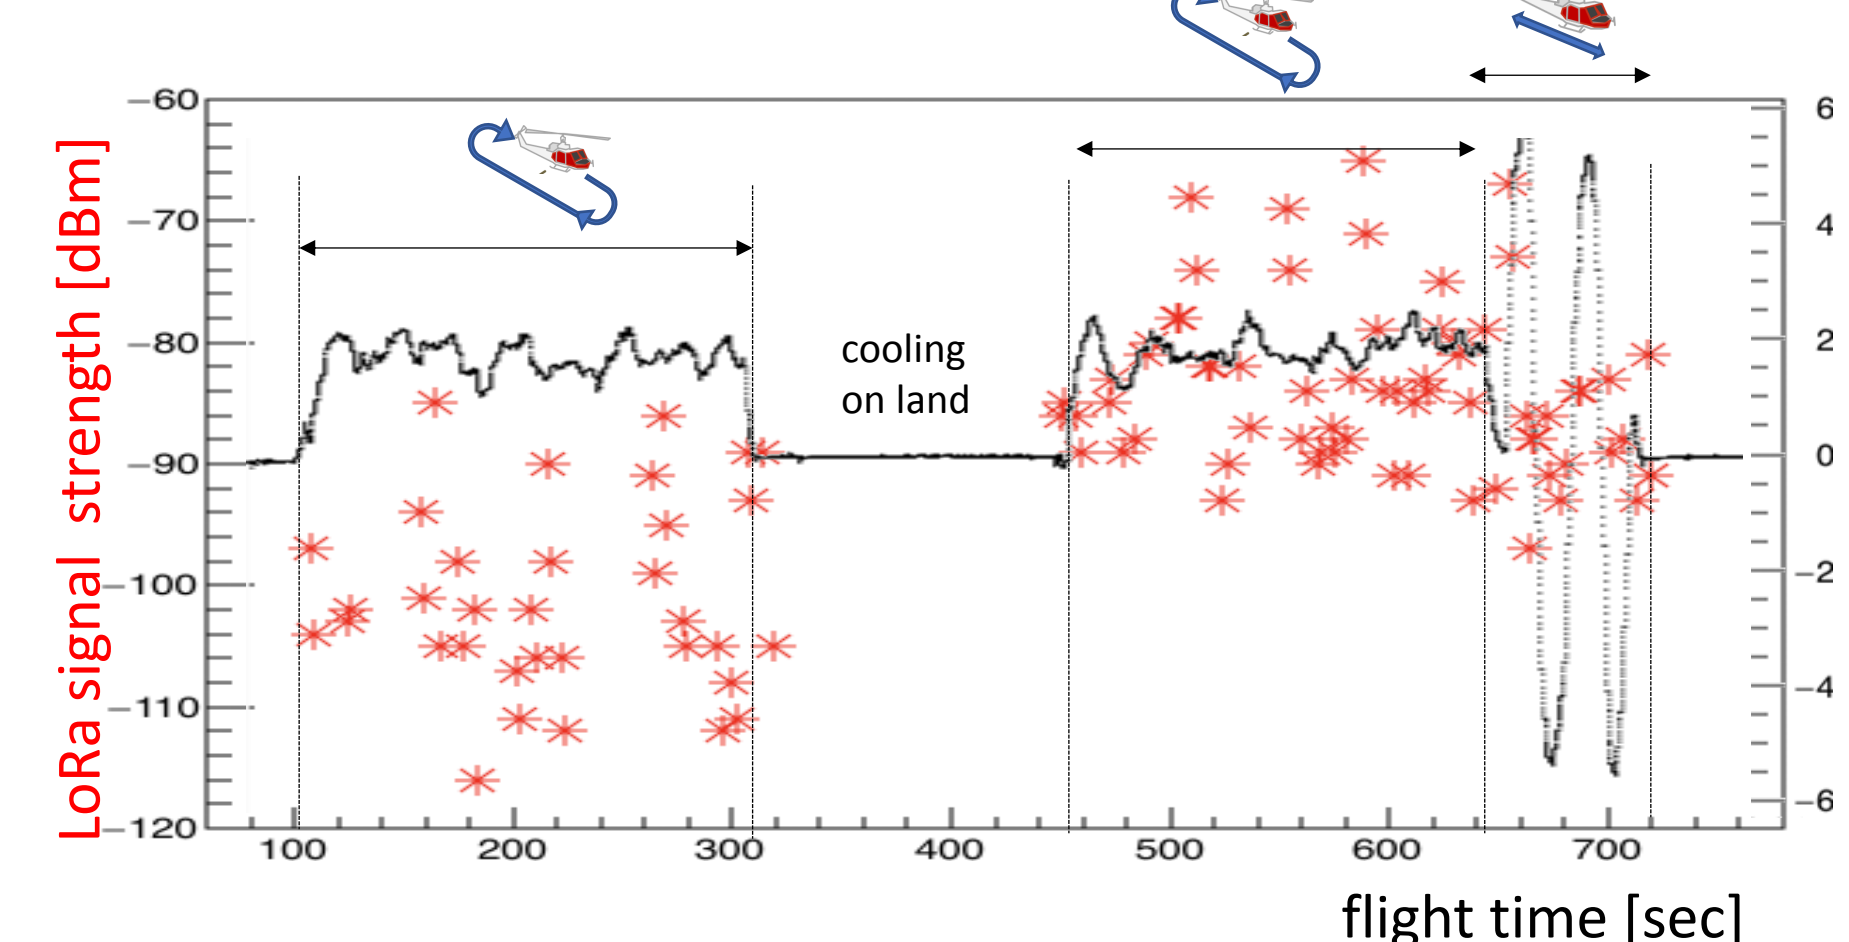 LoRa signal strength [dBm]
−60
−70
−80
−90
−100
−110
−120
cooling
on land
6
4
2
0
−2
−4
−6
100 200 300 400 500 600 700
flight time [sec]